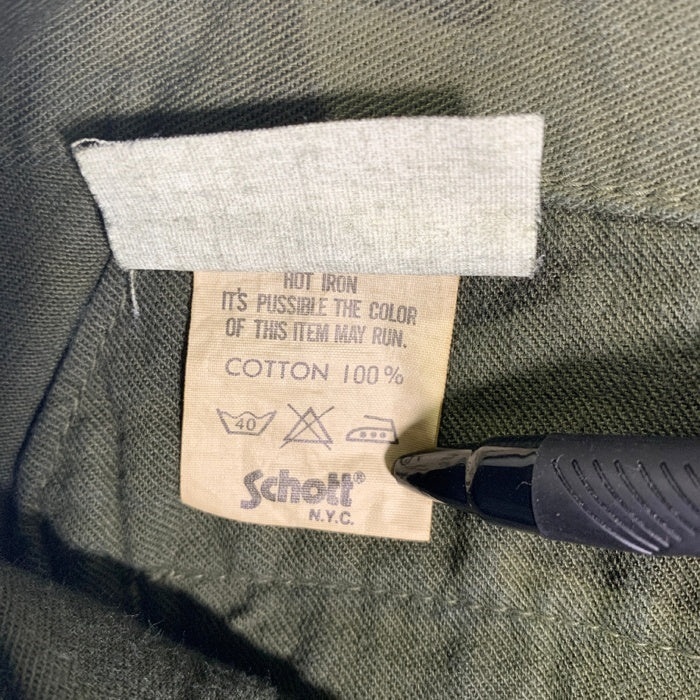 HOT IRON
IT'S PUSSIBLE THE COLOR
OF THIS ITEM MAY RUN.
COTTON 100%
40
Schott®
N.Y.C.